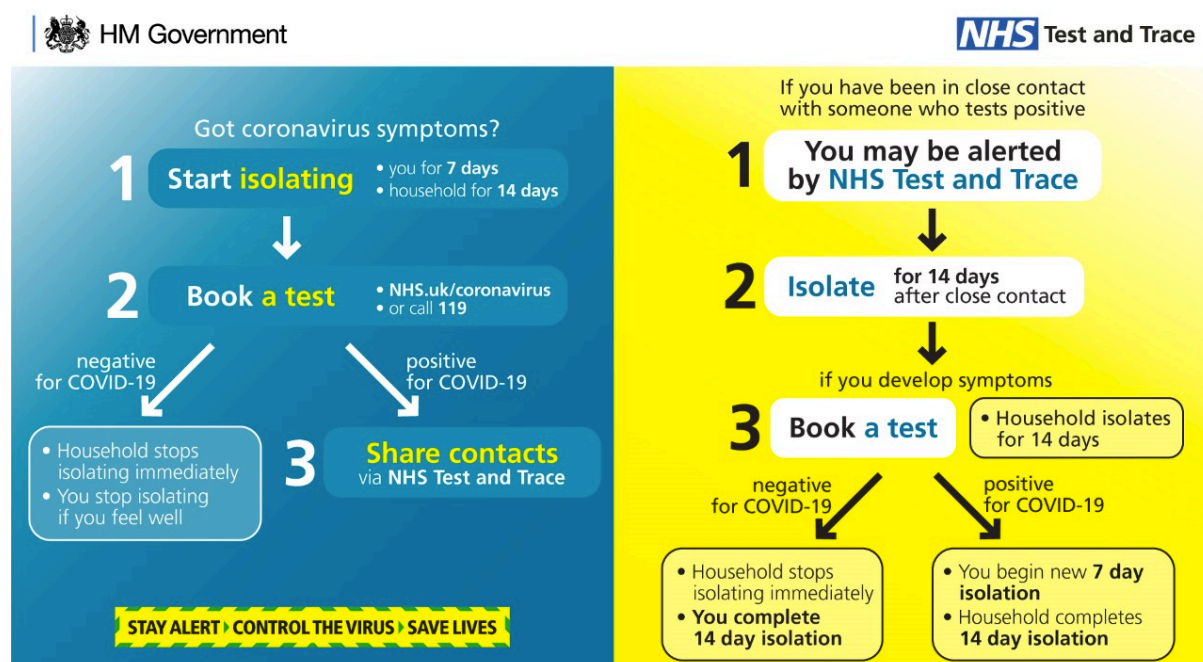 HM Government
NHS Test and Trace
Got coronavirus symptoms?
1
Start isolating
• you for 7 days
• household for 14 days
2
Book a test
• NHS.uk/coronavirus
• or call 119
negative
for COVID-19
positive
for COVID-19
• Household stops
isolating immediately
• You stop isolating
if you feel well
3
Share contacts
via NHS Test and Trace
STAY ALERT CONTROL THE VIRUS SAVE LIVES
If you have been in close contact
with someone who tests positive
1
You may be alerted
by NHS Test and Trace
2
Isolate
for 14 days
after close contact
if you develop symptoms
3
Book a test
• Household isolates
for 14 days
negative
for COVID-19
positive
for COVID-19
• Household stops
isolating immediately
• You complete
14 day isolation
• You begin new 7 day
isolation
• Household completes
14 day isolation